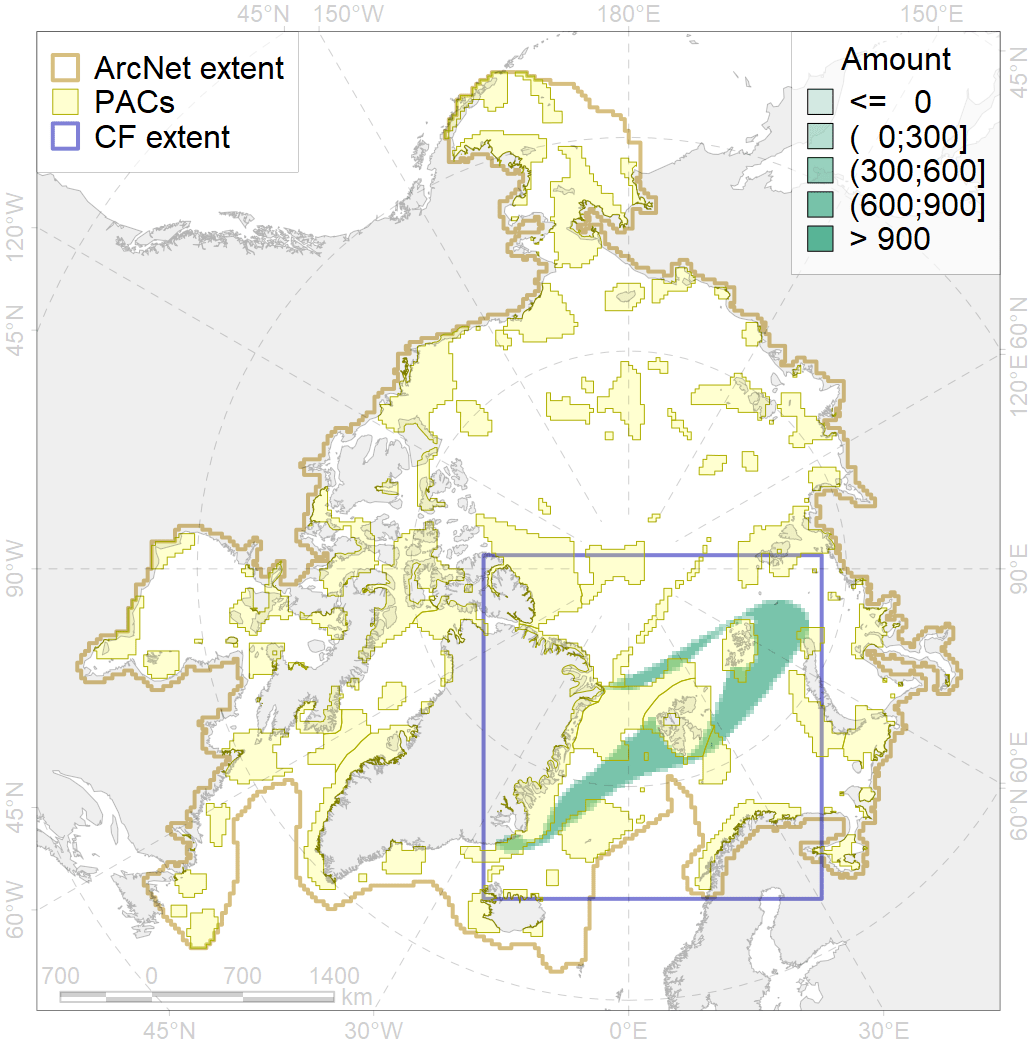 45°N 150°W 180°E 150°E
ArcNet extent
PACs
CF extent
Amount
<= 0
( 0;300]
(300;600]
(600;900]
> 900
45°N
120°W
45°N
90°W
45°N
60°W
60°N
120°E
90°E
60°E
60°N
700 0 700 1400
km
45°N 30°W 0°E 30°E